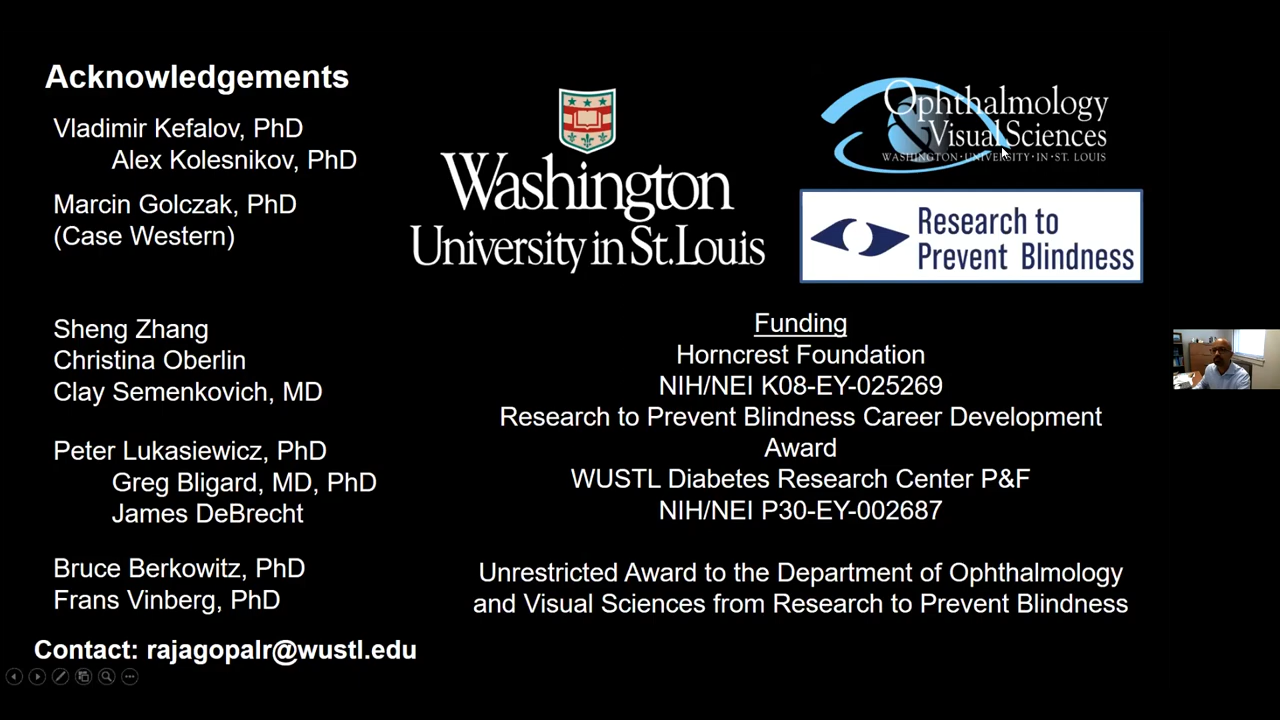 Acknowledgements
Vladimir Kefalov, PhD
Alex Kolesnikov, PhD
Marcin Golczak, PhD
(Case Western)
Sheng Zhang
Christina Oberlin
Clay Semenkovich, MD
Peter Lukasiewicz, PhD
Greg Bligard, MD, PhD
James DeBrecht
Bruce Berkowitz, PhD
Frans Vinberg, PhD
Contact: rajagopalr@wustl.edu
Washington
University in St. Louis
Ophthalmology
& Visual Sciences
WASHINGTON · UNIVERSITY · IN · ST. LOUIS
Research to
Prevent Blindness
Funding
Horncrest Foundation
NIH/NEI K08-EY-025269
Research to Prevent Blindness Career Development
Award
WUSTL Diabetes Research Center P&F
NIH/NEI P30-EY-002687
Unrestricted Award to the Department of Ophthalmology
and Visual Sciences from Research to Prevent Blindness